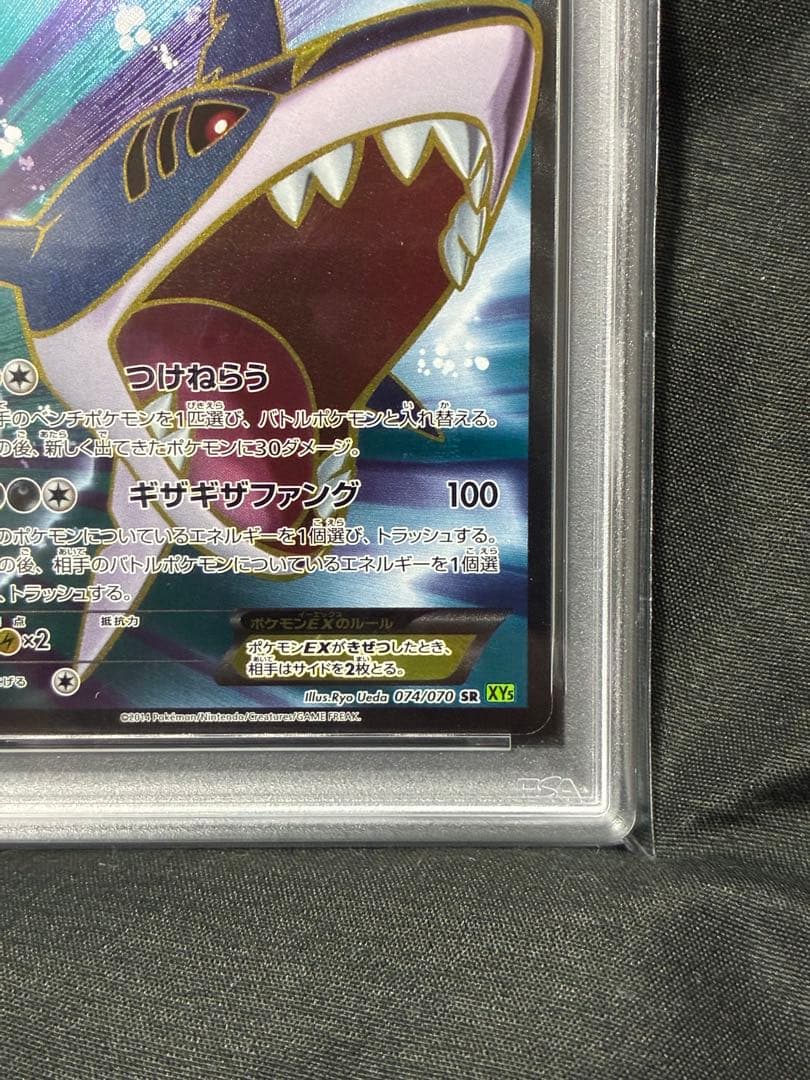 つけねらう
手のベンチポケモンを1匹選び、バトルポケモンと入れ替える。
の後、新しく出てきたポケモンに30ダメージ。
ギザギザファング 100
のポケモンについているエネルギーを1個選び、トラッシュする。
の後、相手のバトルポケモンについているエネルギーを1個選
、トラッシュする。
点 抵抗力
×2
ポケモンEXのルール
ポケモンEXがきぜつしたとき、
相手はサイドを2枚とる。
げる
Illus.Ryo Ueda 074/070 SR XY5
©2014 Pokémon/Nintendo/Creatures/GAME FREAK.
PSA